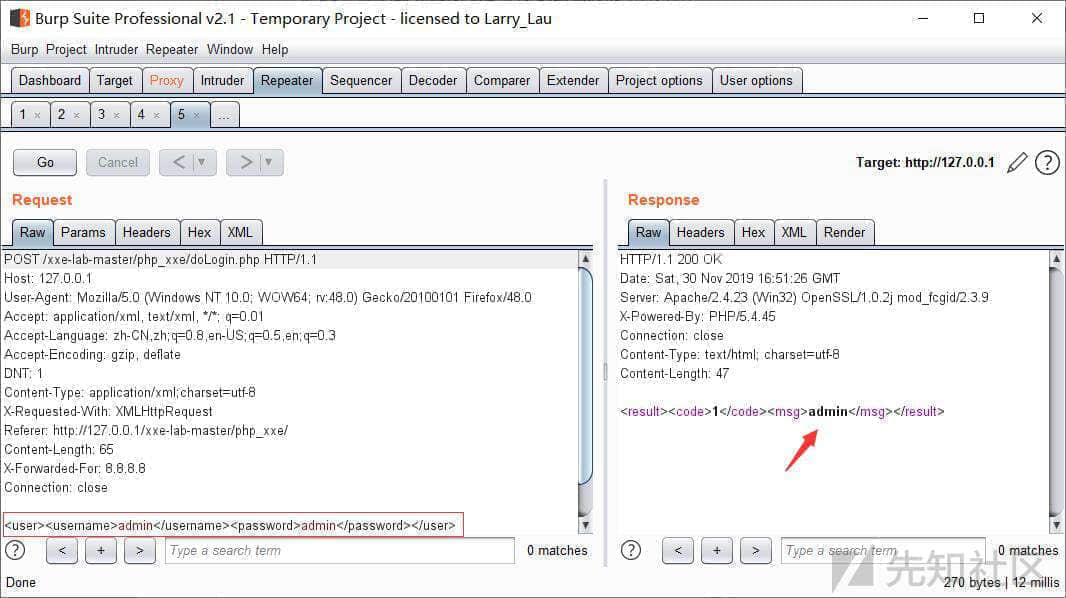 Burp Suite Professional v2.1 - Temporary Project - licensed to Larry_Lau
Burp Project Intruder Repeater Window Help
Dashboard Target Proxy Intruder Repeater Sequencer Decoder Comparer Extender Project options User options
1 × 2 × 3 × 4 × 5 × ...
Go Cancel < > Target: http://127.0.0.1 ?
Request
Raw Params Headers Hex XML
POST /xxe-lab-master/php_xxe/doLogin.php HTTP/1.1
Host: 127.0.0.1
User-Agent: Mozilla/5.0 (Windows NT 10.0; WOW64; rv:48.0) Gecko/20100101 Firefox/48.0
Accept: application/xml, text/xml, */*; q=0.01
Accept-Language: zh-CN,zh;q=0.8,en-US;q=0.5,en;q=0.3
Accept-Encoding: gzip, deflate
DNT: 1
Content-Type: application/xml;charset=utf-8
X-Requested-With: XMLHttpRequest
Referer: http://127.0.0.1/xxe-lab-master/php_xxe/
Content-Length: 65
X-Forwarded-For: 8.8.8.8
Connection: close
<user><username>admin</username><password>admin</password></user>
? < + > Type a search term 0 matches
Response
Raw Headers Hex XML Render
HTTP/1.1 200 OK
Date: Sat, 30 Nov 2019 16:51:26 GMT
Server: Apache/2.4.23 (Win32) OpenSSL/1.0.2j mod_fcgid/2.3.9
X-Powered-By: PHP/5.4.45
Connection: close
Content-Type: text/html; charset=utf-8
Content-Length: 47
<result><code>1</code><msg>admin</msg></result>
? < + > Type a search term 0 matches
先知社区
Done 270 bytes | 12 millis